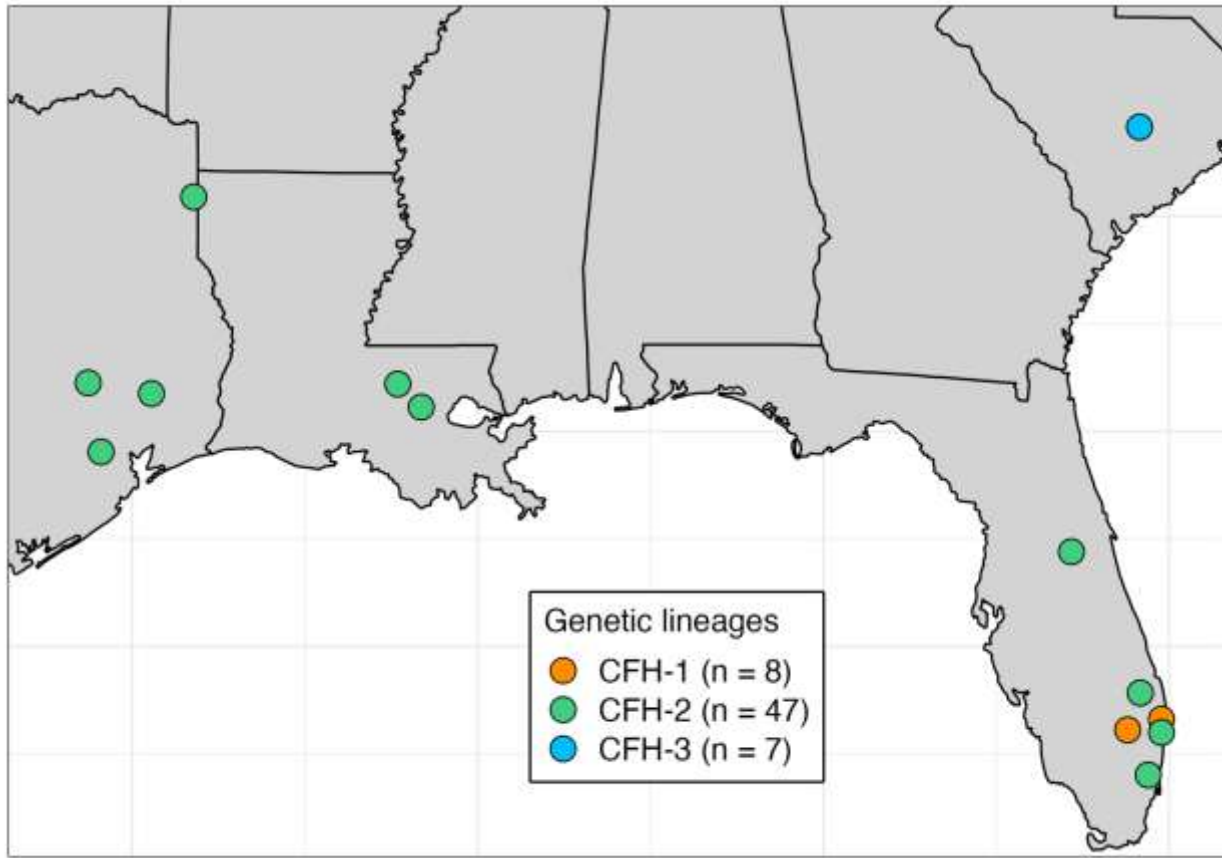 Genetic lineages
CFH-1 (n = 8)
CFH-2 (n = 47)
CFH-3 (n = 7)